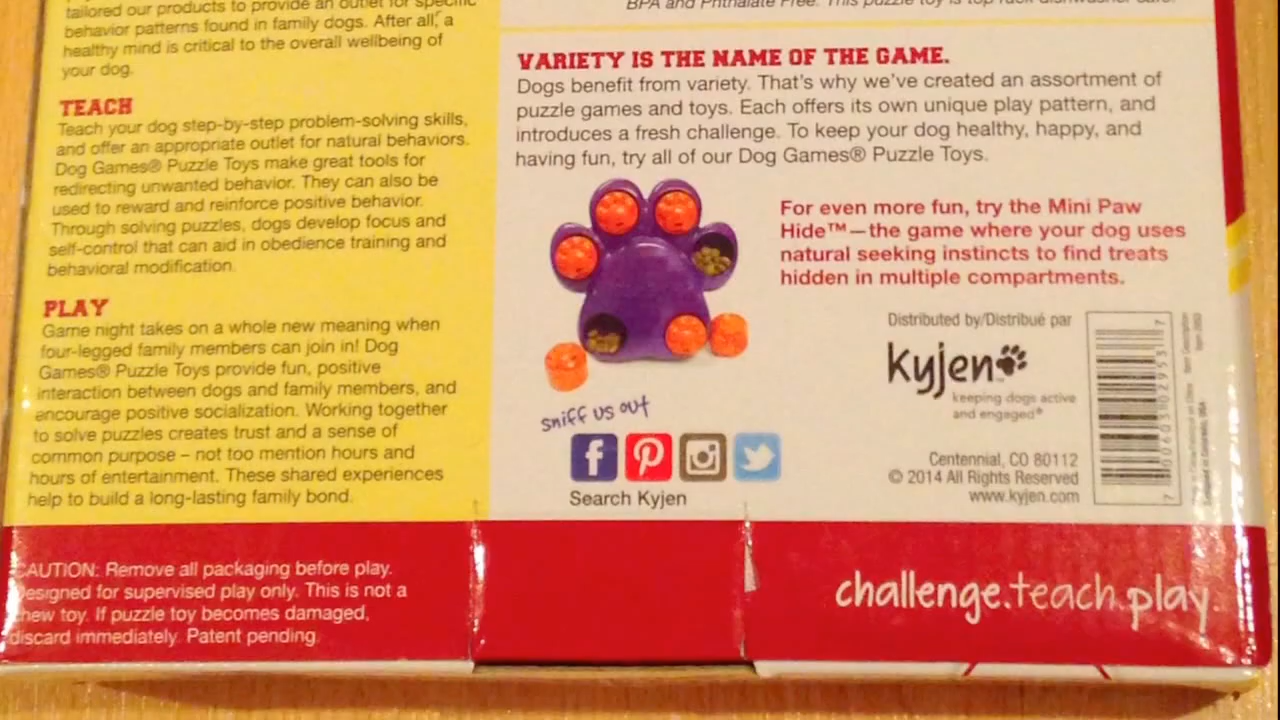 tailored our products to provide an outlet for specific
behavior patterns found in family dogs. After all, a
healthy mind is critical to the overall wellbeing of
your dog.
TEACH
Teach your dog step-by-step problem-solving skills,
and offer an appropriate outlet for natural behaviors.
Dog Games® Puzzle Toys make great tools for
redirecting unwanted behavior. They can also be
used to reward and reinforce positive behavior.
Through solving puzzles, dogs develop focus and
self-control that can aid in obedience training and
behavioral modification.
PLAY
Game night takes on a whole new meaning when
four-legged family members can join in! Dog
Games® Puzzle Toys provide fun, positive
interaction between dogs and family members, and
encourage positive socialization. Working together
to solve puzzles creates trust and a sense of
common purpose – not too mention hours and
hours of entertainment. These shared experiences
help to build a long-lasting family bond.
CAUTION: Remove all packaging before play.
Designed for supervised play only. This is not a
chew toy. If puzzle toy becomes damaged,
discard immediately. Patent pending.
BPA and Phthalate Free. This puzzle toy is top rack dishwasher safe.
VARIETY IS THE NAME OF THE GAME.
Dogs benefit from variety. That's why we've created an assortment of
puzzle games and toys. Each offers its own unique play pattern, and
introduces a fresh challenge. To keep your dog healthy, happy, and
having fun, try all of our Dog Games® Puzzle Toys.
For even more fun, try the Mini Paw
Hide™—the game where your dog uses
natural seeking instincts to find treats
hidden in multiple compartments.
sniff us out
Search Kyjen
Distributed by/Distribué par
kyjen™
keeping dogs active
and engaged®
Centennial, CO 80112
© 2014 All Rights Reserved
www.kyjen.com
7 00603 02953 7
challenge.teach.play.